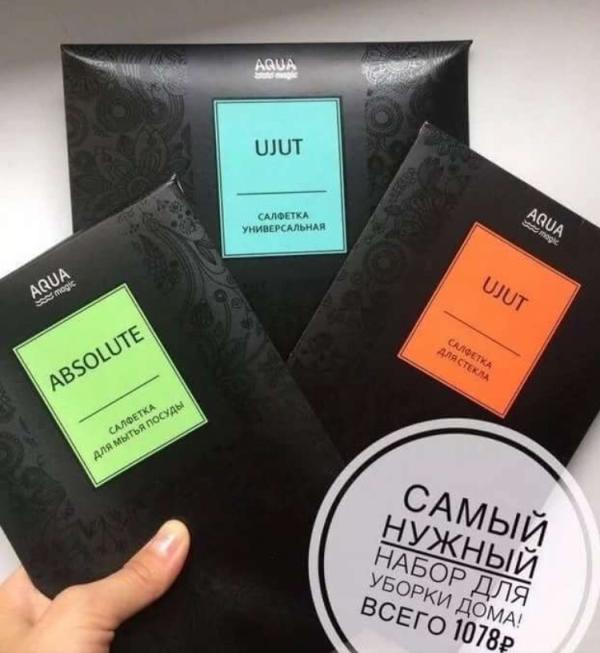 AQUA
magic
UJUT
САЛФЕТКА
УНИВЕРСАЛЬНАЯ
AQUA
magic
ABSOLUTE
САЛФЕТКА
ДЛЯ МЫТЬЯ ПОСУДЫ
AQUA
magic
UJUT
САЛФЕТКА
ДЛЯ СТЕКЛА
САМЫЙ
НУЖНЫЙ
НАБОР ДЛЯ
УБОРКИ ДОМА!
ВСЕГО 1078₽